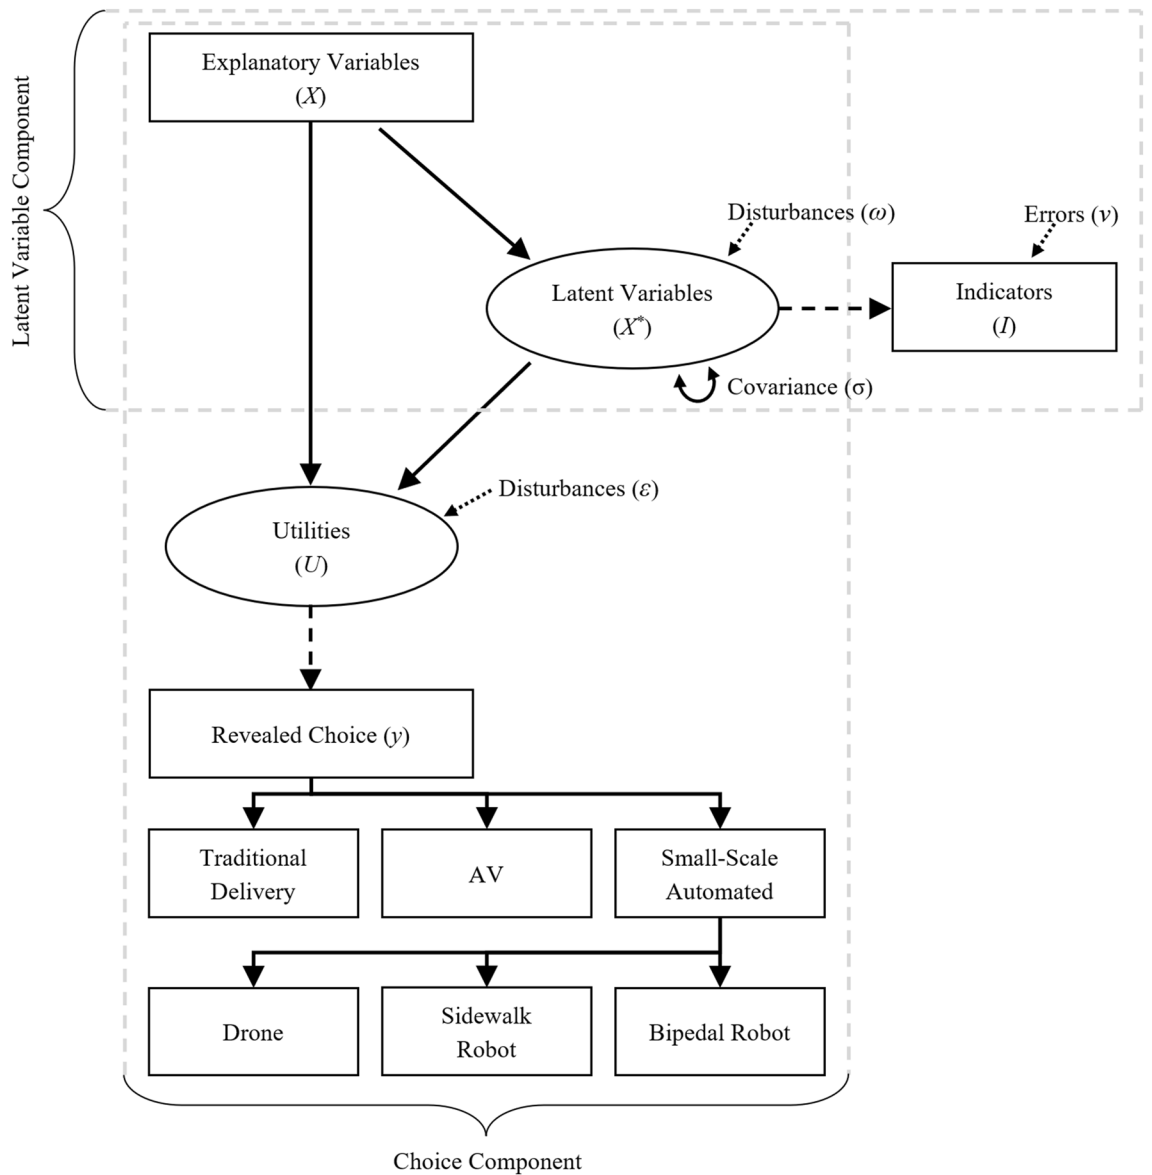 Latent Variable Component
Explanatory Variables
(X)
Disturbances (ω)
Errors (v)
Latent Variables
(X*)
Indicators
(I)
Covariance (σ)
Disturbances (ε)
Utilities
(U)
Revealed Choice (y)
Traditional
Delivery
AV
Small-Scale
Automated
Drone
Sidewalk
Robot
Bipedal Robot
Choice Component